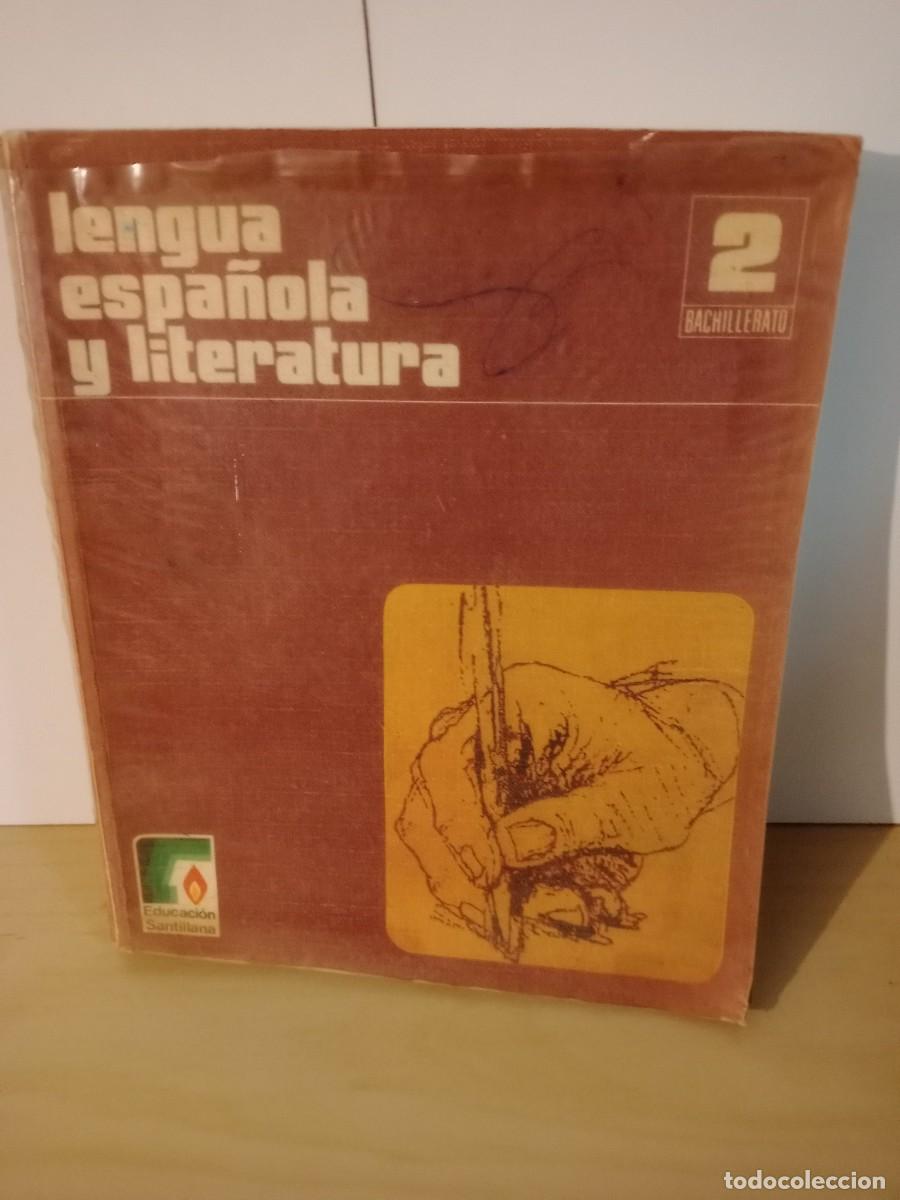 lengua
española
y literatura
2
BACHILLERATO
Educación
Santillana
todocoleccion